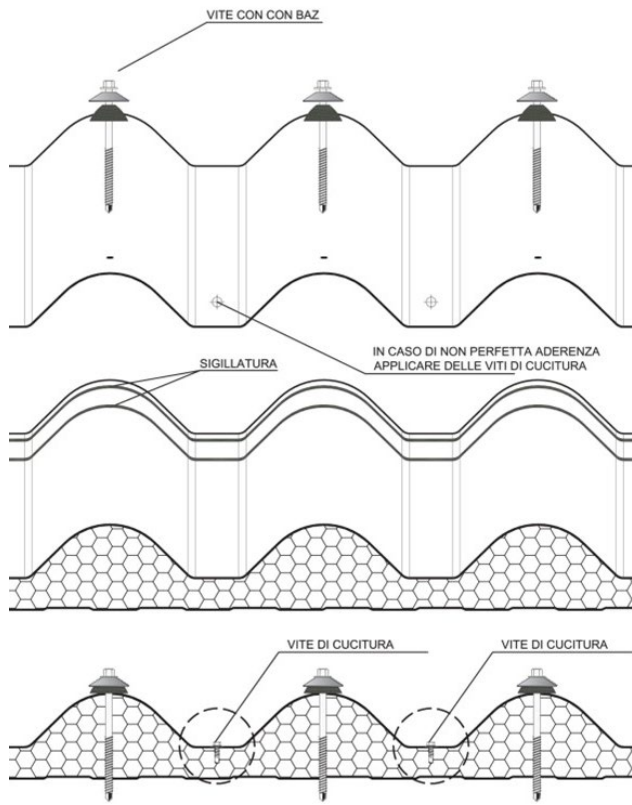 VITE CON CON BAZ
IN CASO DI NON PERFETTA ADERENZA
APPLICARE DELLE VITI DI CUCITURA
SIGILLATURA
VITE DI CUCITURA
VITE DI CUCITURA